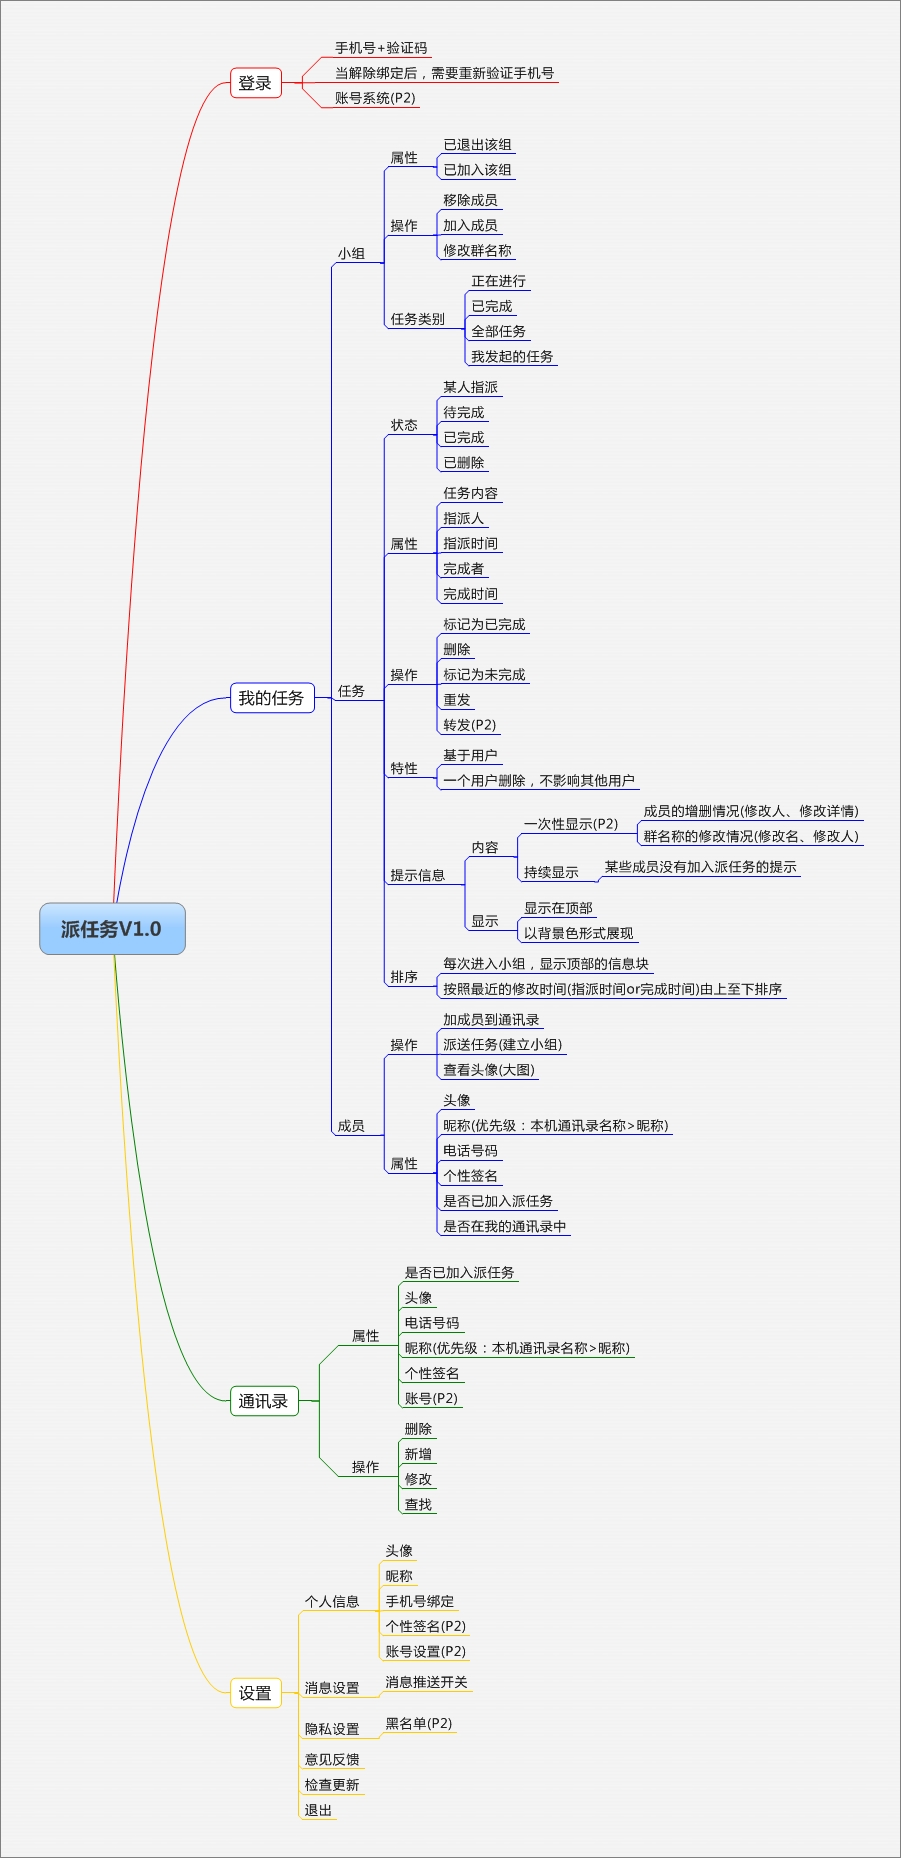 手机号+验证码
登录
当解除绑定后，需要重新验证手机号
账号系统(P2)
已退出该组
属性
已加入该组
移除成员
操作
加入成员
修改群名称
小组
正在进行
已完成
任务类别
全部任务
我发起的任务
某人指派
待完成
状态
已完成
已删除
任务内容
指派人
属性
指派时间
完成者
完成时间
标记为已完成
删除
操作
标记为未完成
我的任务
任务
重发
转发(P2)
基于用户
特性
一个用户删除，不影响其他用户
成员的增删情况(修改人、修改详情)
一次性显示(P2)
群名称的修改情况(修改名、修改人)
内容
某些成员没有加入派任务的提示
持续显示
提示信息
显示在顶部
显示
以背景色形式展现
派任务V1.0
每次进入小组，显示顶部的信息块
排序
按照最近的修改时间(指派时间or完成时间)由上至下排序
加成员到通讯录
操作
派送任务(建立小组)
查看头像(大图)
头像
成员
昵称(优先级：本机通讯录名称>昵称)
电话号码
属性
个性签名
是否已加入派任务
是否在我的通讯录中
是否已加入派任务
头像
电话号码
属性
昵称(优先级：本机通讯录名称>昵称)
个性签名
通讯录
账号(P2)
删除
新增
操作
修改
查找
头像
昵称
个人信息
手机号绑定
个性签名(P2)
账号设置(P2)
消息设置
消息推送开关
设置
隐私设置
黑名单(P2)
意见反馈
检查更新
退出